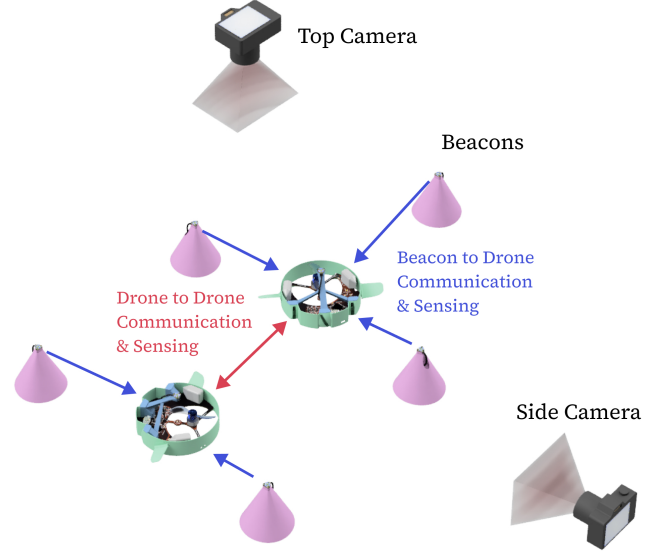 Top Camera
Beacons
Beacon to Drone
Communication
& Sensing
Drone to Drone
Communication
& Sensing
Side Camera